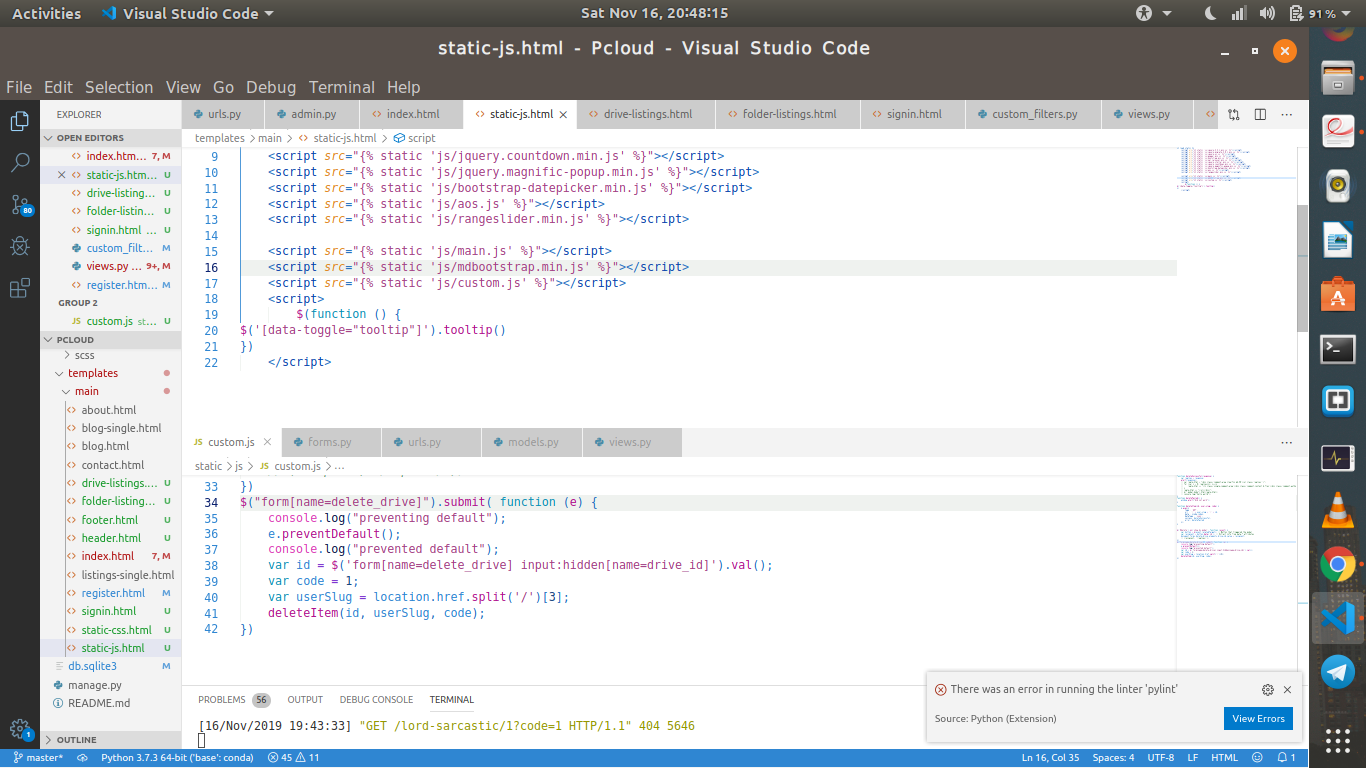 Activities
Visual Studio Code
Sat Nov 16, 20:48:15
91 %
static-js.html - Pcloud - Visual Studio Code
File Edit Selection View Go Debug Terminal Help
EXPLORER
OPEN EDITORS
index.htm... 7, M
static-js.htm... U
drive-listing... U
folder-listin... U
signin.html ... U
custom_filt... M
views.py ... 9+, M
register.htm... M
GROUP 2
custom.js st... U
PCLOUD
scss
templates
main
about.html
blog-single.html
blog.html
contact.html
drive-listings.... U
folder-listing... U
footer.html U
header.html U
index.html 7, M
listings-single.html
register.html M
signin.html U
static-css.html U
static-js.html U
db.sqlite3 M
manage.py
README.md
OUTLINE
80
1
urls.py admin.py index.html static-js.html drive-listings.html folder-listings.html signin.html custom_filters.py views.py
templates > main > static-js.html > script
9 <script src="{% static 'js/jquery.countdown.min.js' %}"></script>
10 <script src="{% static 'js/jquery.magnific-popup.min.js' %}"></script>
11 <script src="{% static 'js/bootstrap-datepicker.min.js' %}"></script>
12 <script src="{% static 'js/aos.js' %}"></script>
13 <script src="{% static 'js/rangeslider.min.js' %}"></script>
14
15 <script src="{% static 'js/main.js' %}"></script>
16 <script src="{% static 'js/mdbootstrap.min.js' %}"></script>
17 <script src="{% static 'js/custom.js' %}"></script>
18 <script>
19 $(function () {
20 $('[data-toggle="tooltip"]').tooltip()
21 })
22 </script>
JS custom.js forms.py urls.py models.py views.py
static > js > JS custom.js > ...
33 })
34 $("form[name=delete_drive]").submit( function (e) {
35 console.log("preventing default");
36 e.preventDefault();
37 console.log("prevented default");
38 var id = $('form[name=delete_drive] input:hidden[name=drive_id]').val();
39 var code = 1;
40 var userSlug = location.href.split('/')[3];
41 deleteItem(id, userSlug, code);
42 })
PROBLEMS 56 OUTPUT DEBUG CONSOLE TERMINAL
[16/Nov/2019 19:43:33] "GET /lord-sarcastic/1?code=1 HTTP/1.1" 404 5646
There was an error in running the linter 'pylint'
Source: Python (Extension)
View Errors
master* Python 3.7.3 64-bit ('base': conda) 45 11 Ln 16, Col 35 Spaces: 4 UTF-8 LF HTML 1